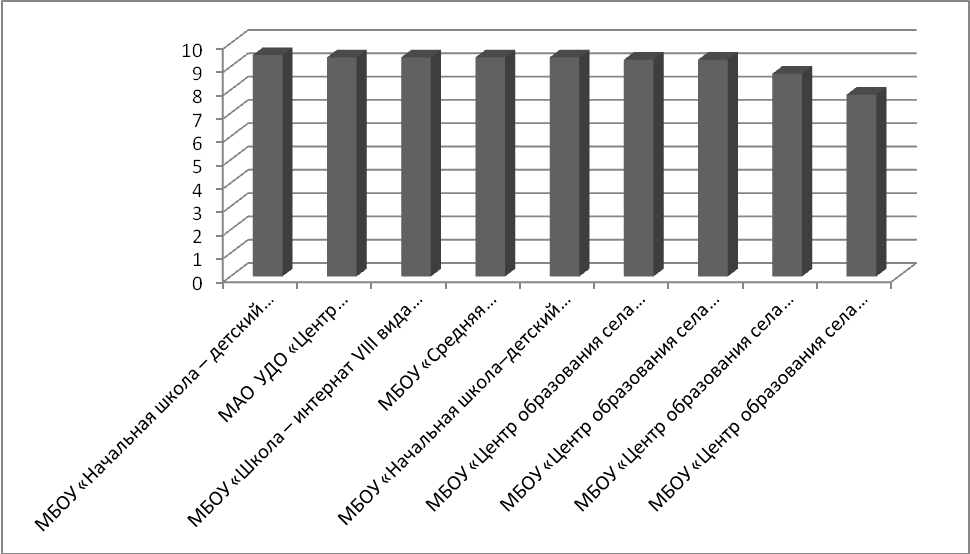 10
9
8
7
6
5
4
3
2
1
0
МБОУ «Начальная школа – детский...
МАО УДО «Центр...
МБОУ «Школа – интернат VIII вида...
МБОУ «Средняя...
МБОУ «Начальная школа–детский...
МБОУ «Центр образования села...
МБОУ «Центр образования села...
МБОУ «Центр образования села...
МБОУ «Центр образования села...